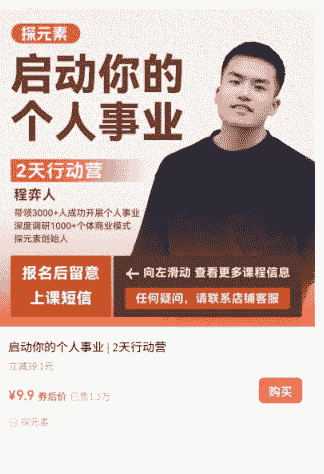 探元素
启动你的
个人事业
2天行动营
程弈人
带领3000+人成功开展个人事业
深度调研1000+个体商业模式
探元素创始人
报名后留意
上课短信
← 向左滑动 查看更多课程信息
任何疑问，请联系店铺客服
启动你的个人事业 | 2天行动营
立减39.1元
¥9.9 券后价 已售1.5万
购买
探元素